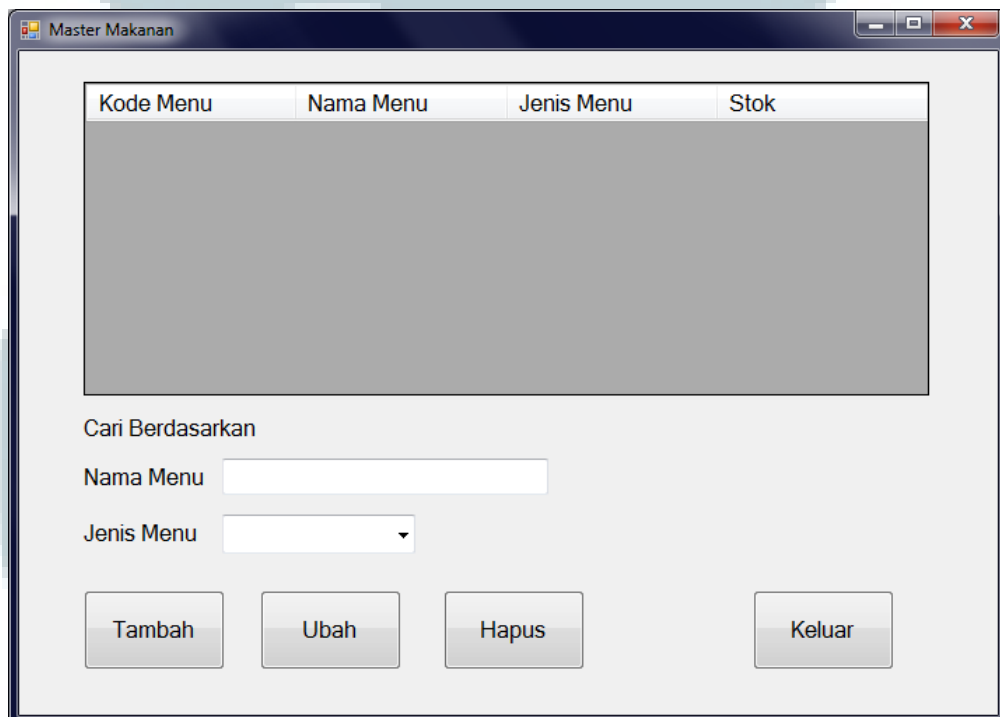 Master Makanan
Kode Menu Nama Menu Jenis Menu Stok
Cari Berdasarkan
Nama Menu
Jenis Menu
Tambah Ubah Hapus Keluar